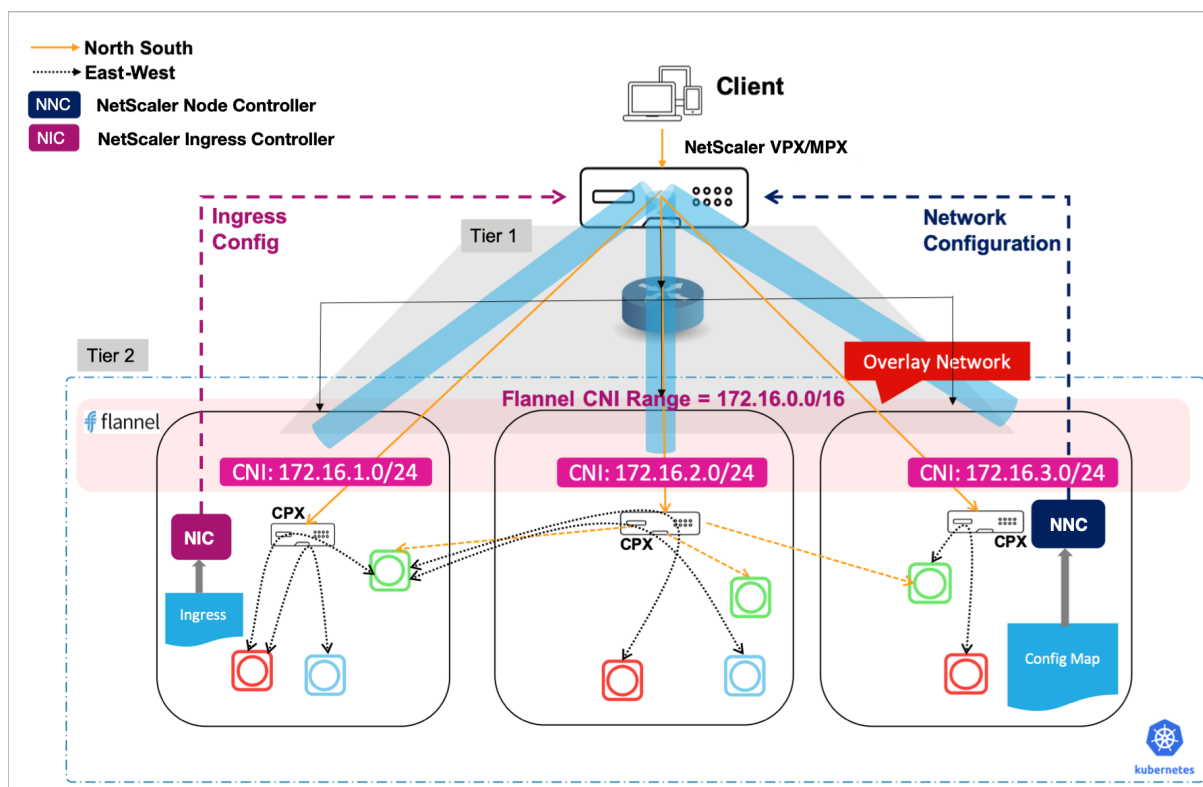 North South
East-West
NNC NetScaler Node Controller
NIC NetScaler Ingress Controller
Client
NetScaler VPX/MPX
Ingress
Config
Network
Configuration
Tier 1
Tier 2
Overlay Network
flannel
Flannel CNI Range = 172.16.0.0/16
CNI: 172.16.1.0/24
CNI: 172.16.2.0/24
CNI: 172.16.3.0/24
NIC
CPX
CPX
CPX
NNC
Ingress
Config Map
kubernetes